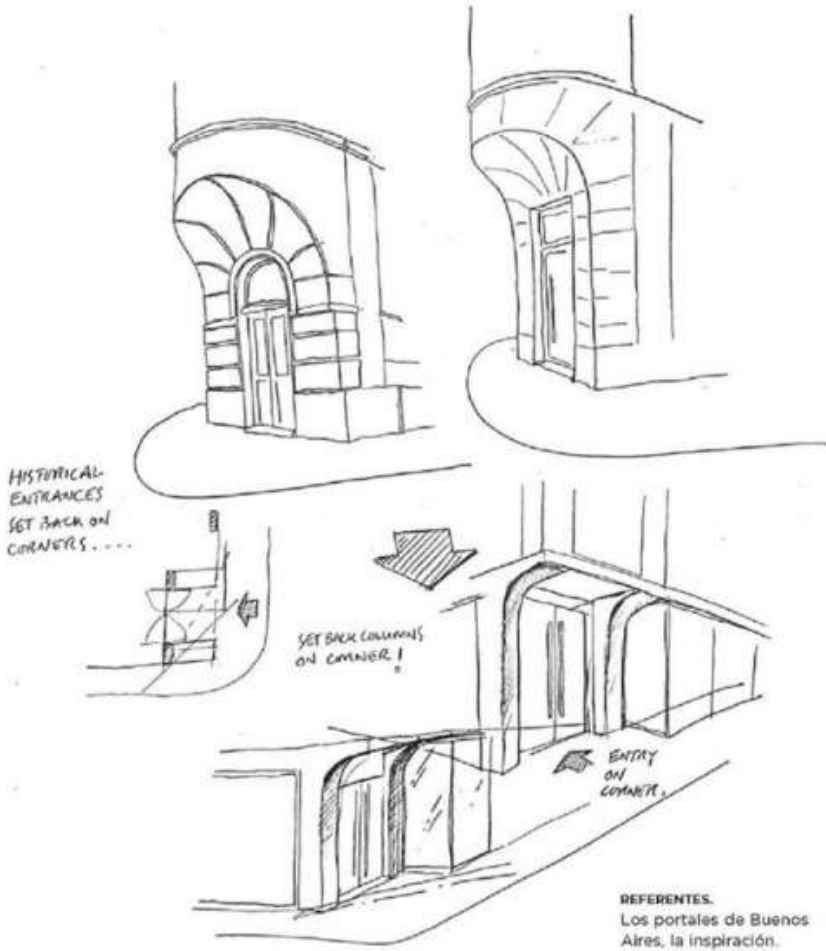 HISTORICAL
ENTRANCES
SET BACK ON
CORNERS....
SET BACK COLUMNS
ON CORNER!
ENTRY
ON
CORNER.
REFERENTES.
Los portales de Buenos
Aires, la inspiración.